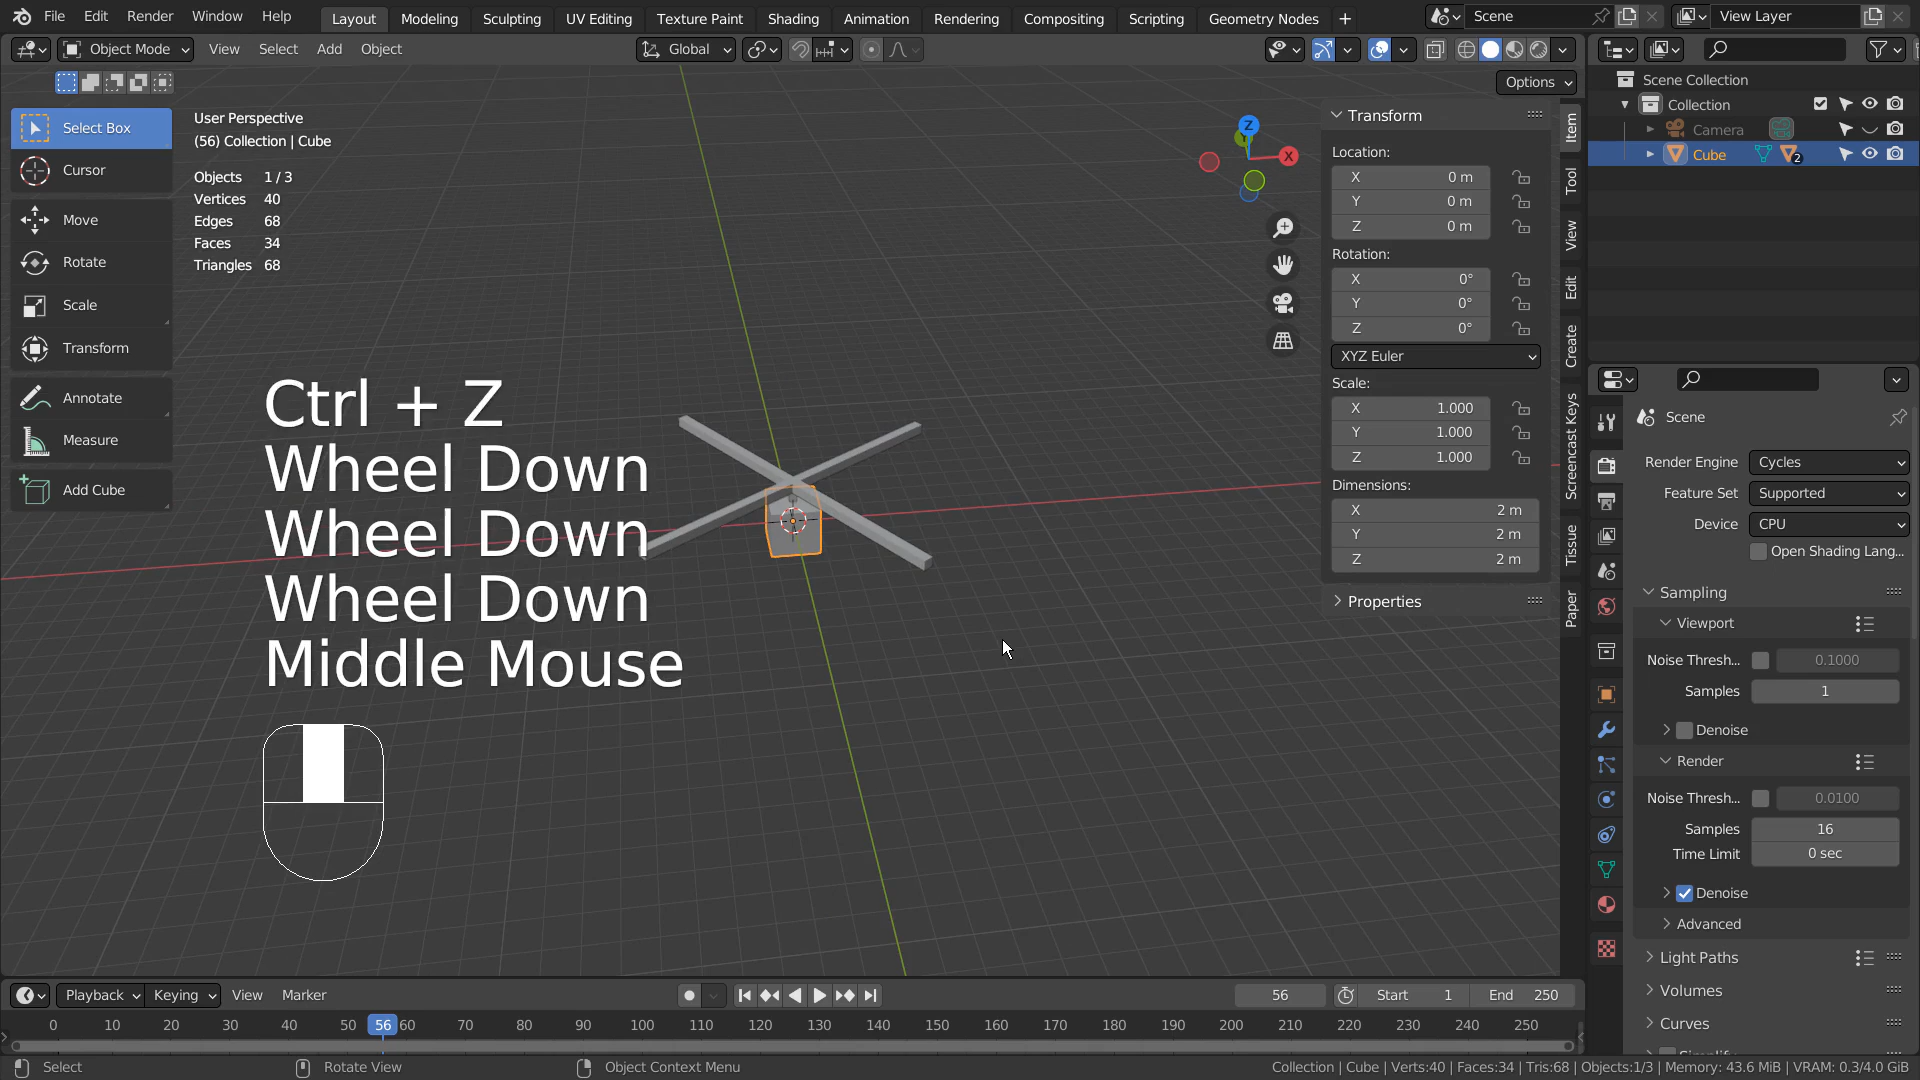 File Edit Render Window Help Layout Modeling Sculpting UV Editing Texture Paint Shading Animation Rendering Compositing Scripting Geometry Nodes + Scene View Layer
Object Mode View Select Add Object Global
Options
Select Box
Cursor
Move
Rotate
Scale
Transform
Annotate
Measure
Add Cube
User Perspective
(56) Collection | Cube
Objects 1 / 3
Vertices 40
Edges 68
Faces 34
Triangles 68
Ctrl + Z
Wheel Down
Wheel Down
Wheel Down
Middle Mouse
Z
X
Transform
Location:
X 0 m
Y 0 m
Z 0 m
Rotation:
X 0°
Y 0°
Z 0°
XYZ Euler
Scale:
X 1.000
Y 1.000
Z 1.000
Dimensions:
X 2 m
Y 2 m
Z 2 m
Properties
Item
Tool
View
Edit
Create
Screencast Keys
Tissue
Paper
Scene Collection
Collection
Camera
Cube 2
Scene
Render Engine Cycles
Feature Set Supported
Device CPU
Open Shading Lang...
Sampling
Viewport
Noise Thresh... 0.1000
Samples 1
Denoise
Render
Noise Thresh... 0.0100
Samples 16
Time Limit 0 sec
Denoise
Advanced
Light Paths
Volumes
Curves
Playback Keying View Marker 56 Start 1 End 250
0 10 20 30 40 50 56 60 70 80 90 100 110 120 130 140 150 160 170 180 190 200 210 220 230 240 250
Select Rotate View Object Context Menu Collection | Cube | Verts:40 | Faces:34 | Tris:68 | Objects:1/3 | Memory: 43.6 MiB | VRAM: 0.3/4.0 GiB